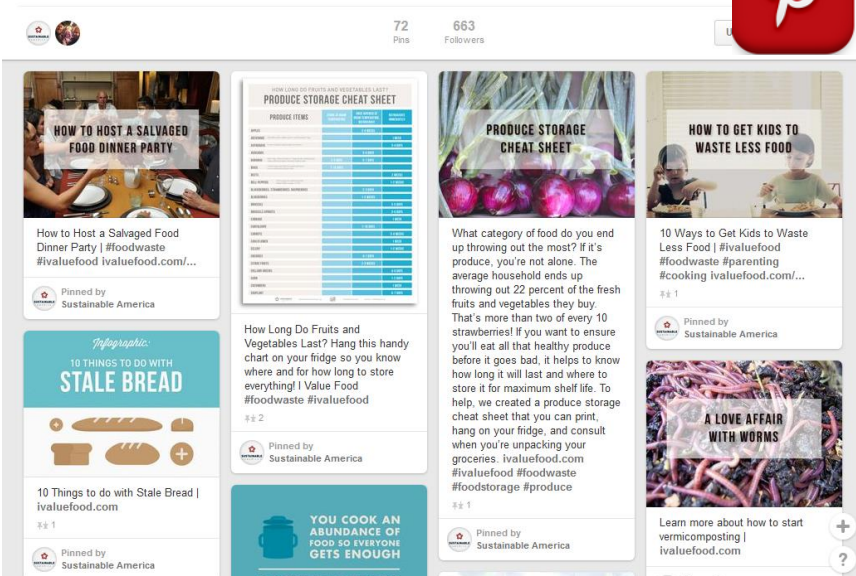 72
Pins
663
Followers
HOW TO HOST A SALVAGED
FOOD DINNER PARTY
How to Host a Salvaged Food
Dinner Party | #foodwaste
#ivaluefood ivaluefood.com/...
Pinned by
Sustainable America
Infographic:
10 THINGS TO DO WITH
STALE BREAD
10 Things to do with Stale Bread |
ivaluefood.com
1
Pinned by
Sustainable America
HOW LONG DO FRUITS AND VEGETABLES LAST?
PRODUCE STORAGE CHEAT SHEET
PRODUCE ITEMS
How Long Do Fruits and
Vegetables Last? Hang this handy
chart on your fridge so you know
where and for how long to store
everything! I Value Food
#foodwaste #ivaluefood
2
Pinned by
Sustainable America
YOU COOK AN
ABUNDANCE OF
FOOD SO EVERYONE
GETS ENOUGH
PRODUCE STORAGE
CHEAT SHEET
What category of food do you end
up throwing out the most? If it's
produce, you're not alone. The
average household ends up
throwing out 22 percent of the fresh
fruits and vegetables they buy.
That's more than two of every 10
strawberries! If you want to ensure
you'll eat all that healthy produce
before it goes bad, it helps to know
how long it will last and where to
store it for maximum shelf life. To
help, we created a produce storage
cheat sheet that you can print,
hang on your fridge, and consult
when you're unpacking your
groceries. ivaluefood.com
#ivaluefood #foodwaste
#foodstorage #produce
1
Pinned by
Sustainable America
HOW TO GET KIDS TO
WASTE LESS FOOD
10 Ways to Get Kids to Waste
Less Food | #ivaluefood
#foodwaste #parenting
#cooking ivaluefood.com/...
1
Pinned by
Sustainable America
A LOVE AFFAIR
WITH WORMS
Learn more about how to start
vermicomposting |
ivaluefood.com
+
?